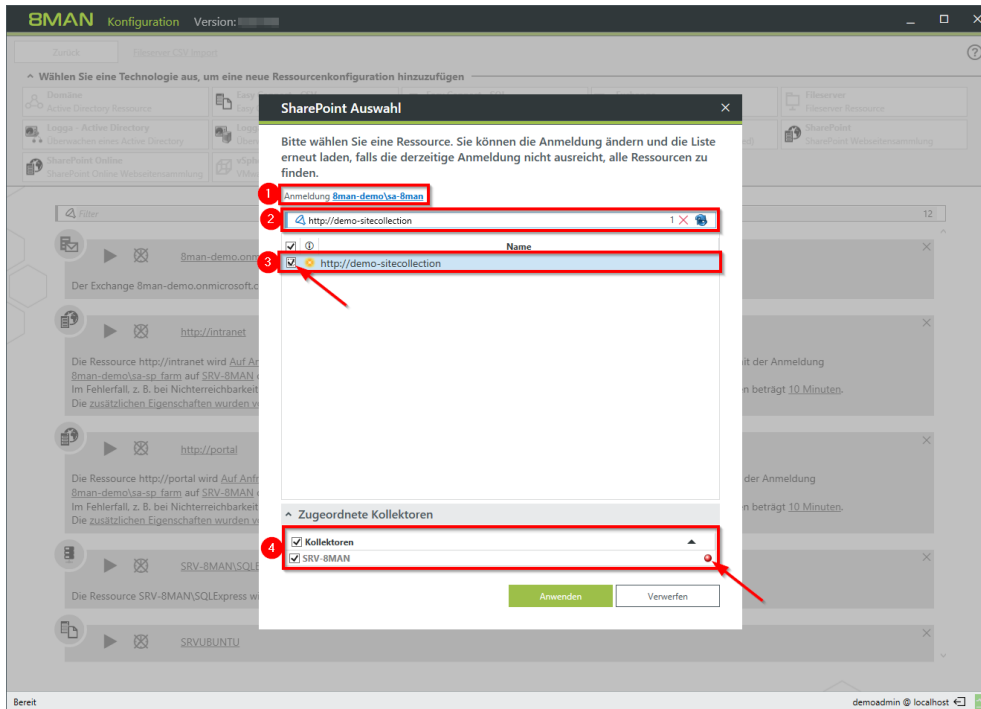 8MAN Konfiguration Version:
Zurück Fileserver CSV import
Wählen Sie eine Technologie aus, um eine neue Ressourcenkonfiguration hinzuzufügen
Domäne
Active Directory Ressource
Fileserver
Fileserver Ressource
Logga - Active Directory
Überwachen eines Active Directory
SharePoint
SharePoint Webseitensammlung
SharePoint Online
SharePoint Online Webseitensammlung
SharePoint Auswahl
Bitte wählen Sie eine Ressource. Sie können die Anmeldung ändern und die Liste
erneut laden, falls die derzeitige Anmeldung nicht ausreicht, alle Ressourcen zu
finden.
1 Anmeldung 8man-demo\sa-8man
2 http://demo-sitecollection 1
Name
3 http://demo-sitecollection
Zugeordnete Kollektoren
4 Kollektoren
SRV-8MAN
Anwenden Verwerfen
Filter 12
8man-demo.onm
Der Exchange 8man-demo.onmicrosoft.c
http://intranet
Die Ressource http://intranet wird Auf An it der Anmeldung
8man-demo\sa-sp farm auf SRV-8MAN
Im Fehlerfall, z. B. bei Nichterreichbarkeit n beträgt 10 Minuten.
Die zusätzlichen Eigenschaften wurden v
http://portal
Die Ressource http://portal wird Auf Anfr der Anmeldung
8man-demo\sa-sp farm auf SRV-8MAN
Im Fehlerfall, z. B. bei Nichterreichbarkeit n beträgt 10 Minuten.
Die zusätzlichen Eigenschaften wurden v
SRV-8MAN\SQLE
Die Ressource SRV-8MAN\SQLExpress wi
SRVUBUNTU
Bereit demoadmin @ localhost